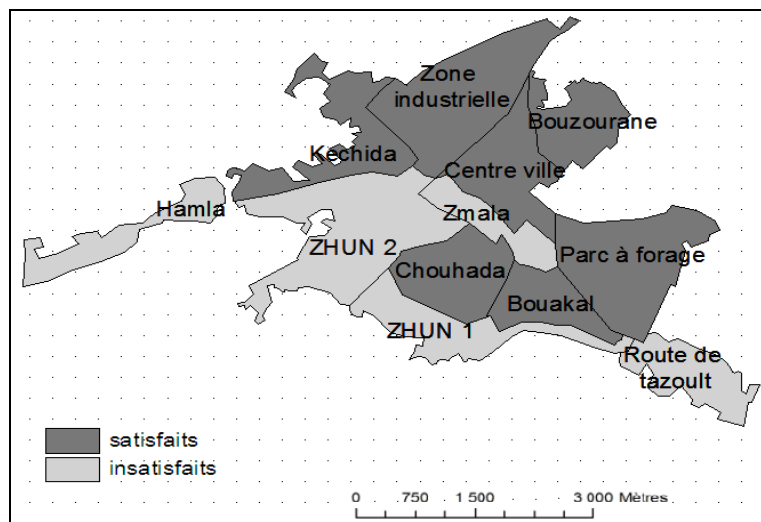 Zone
industrielle
Bouzourane
Kechida
Centre ville
Hamla
Zmala
ZHUN 2
Parc à forage
Chouhada
Bouakal
ZHUN 1
Route de
tazoult
satisfaits
insatisfaits
0 750 1 500 3 000 Mètres